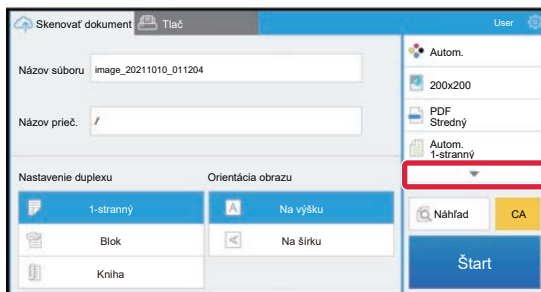 Skenovať dokument
Tlač
User
Názov súboru
image_20211010_011204
Názov prieč.
/
Nastavenie duplexu
1-stranný
Blok
Kniha
Orientácia obrazu
A
Na výšku
Na šírku
Autom.
200x200
PDF
Stredný
Autom.
1-stranný
Náhľad
CA
Štart